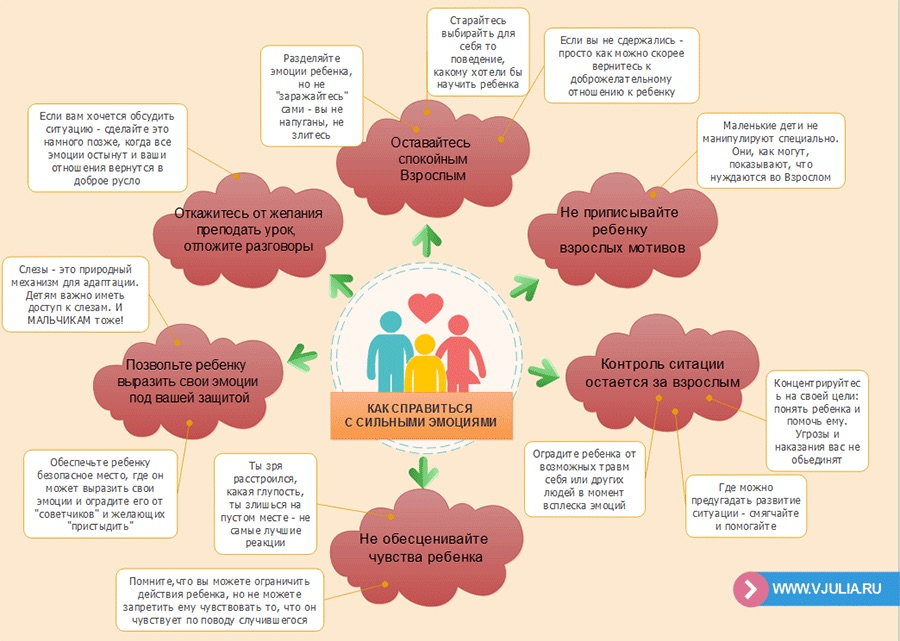 Старайтесь
выбирайть для
себя то
поведение,
какому хотели бы
научить ребенка
Если вы не сдержались -
просто как можно скорее
вернитесь к
доброжелательному
отношению к ребенку
Разделяйте
эмоции ребенка,
но не
"заражайтесь"
сами - вы не
напуганы, не
злитесь
Если вам хочется обсудить
ситуацию - сделайте это
намного позже, когда все
эмоции остынут и ваши
отношения вернутся в
доброе русло
Оставайтесь
спокойным
Взрослым
Маленькие дети не
манипулируют специально.
Они, как могут,
показывают, что
нуждаются во Взрослом
Откажитесь от желания
преподать урок,
отложите разговоры
Не приписывайте
ребенку
взрослых мотивов
Слезы - это природный
механизм для адаптации.
Детям важно иметь
доступ к слезам. И
МАЛЬЧИКАМ тоже!
Позвольте ребенку
выразить свои эмоции
под вашей защитой
КАК СПРАВИТЬСЯ
С СИЛЬНЫМИ ЭМОЦИЯМИ
Контроль ситации
остается за взрослым
Концентрируйтес
ь на своей цели:
понять ребенка и
помочь ему.
Угрозы и
наказания вас не
объединят
Обеспечьте ребенку
безопасное место, где он
может выразить свои
эмоции и оградите его от
"советчиков" и желающих
"пристыдить"
Ты зря
расстроился,
какая глупость,
ты злишься на
пустом месте - не
самые лучшие
реакции
Оградите ребенка от
возможных травм
себя или других
людей в момент
всплеска эмоций
Где можно
предугадать развитие
ситуации - смягчайте
и помогайте
Не обесценивайте
чувства ребенка
Помните,что вы можете ограничить
действия ребенка, но не можете
запретить ему чувствовать то, что он
чувствует по поводу случившегося
WWW.VJULIA.RU